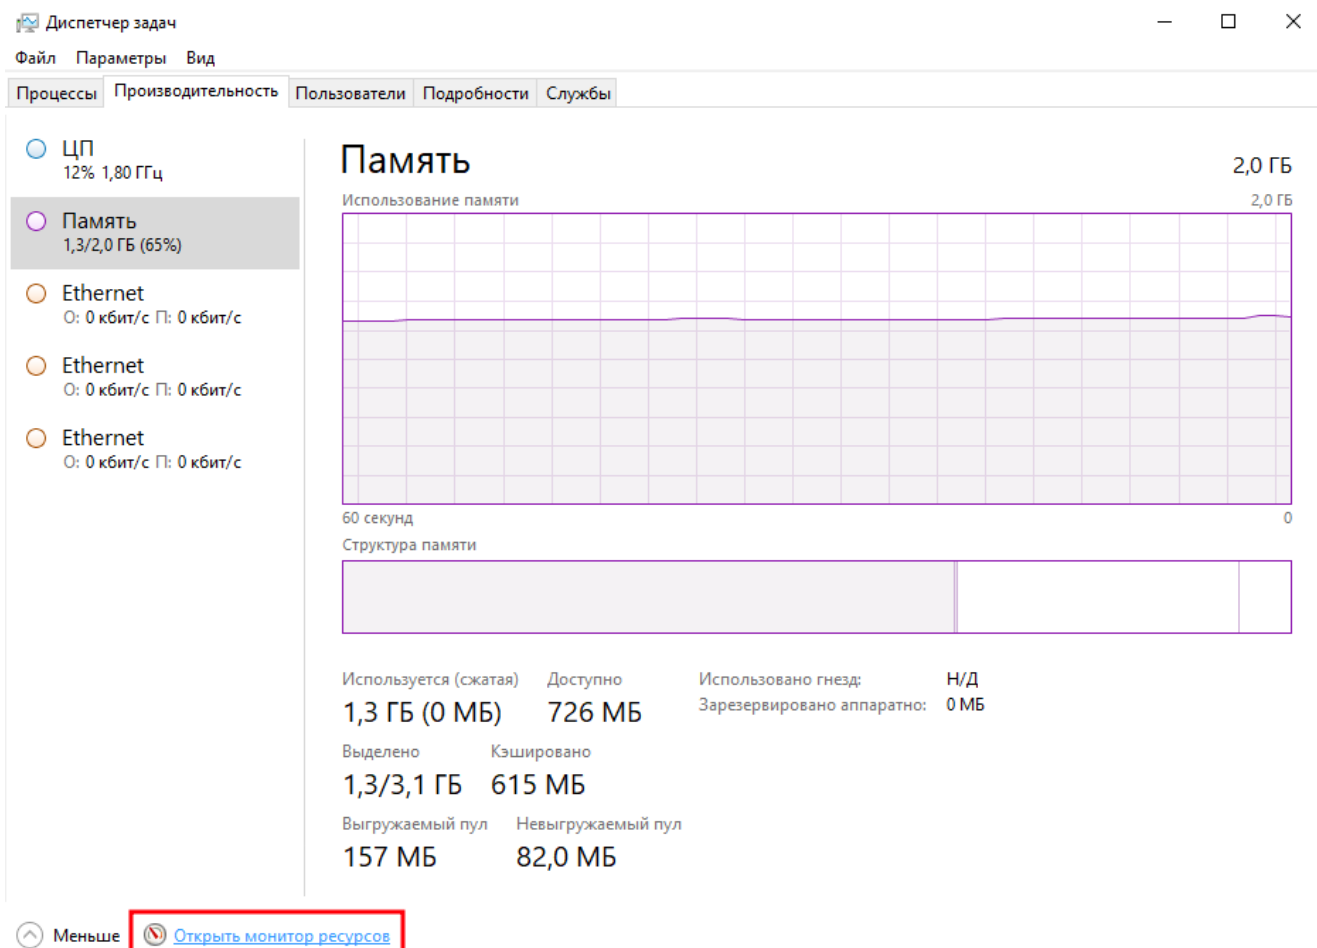 Диспетчер задач
Файл Параметры Вид
Процессы Производительность Пользователи Подробности Службы
ЦП
12% 1,80 ГГц
Память
1,3/2,0 ГБ (65%)
Ethernet
О: 0 кбит/с П: 0 кбит/с
Ethernet
О: 0 кбит/с П: 0 кбит/с
Ethernet
О: 0 кбит/с П: 0 кбит/с
Память 2,0 ГБ
Использование памяти 2,0 ГБ
60 секунд 0
Структура памяти
Используется (сжатая) Доступно Использовано гнезд: Н/Д
1,3 ГБ (0 МБ) 726 МБ Зарезервировано аппаратно: 0 МБ
Выделено Кэшировано
1,3/3,1 ГБ 615 МБ
Выгружаемый пул Невыгружаемый пул
157 МБ 82,0 МБ
Меньше Открыть монитор ресурсов